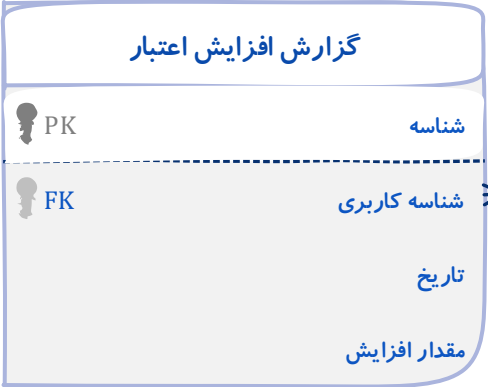 گزارش افزایش اعتبار
شناسه PK
شناسه کاربری FK
تاریخ
مقدار افزایش